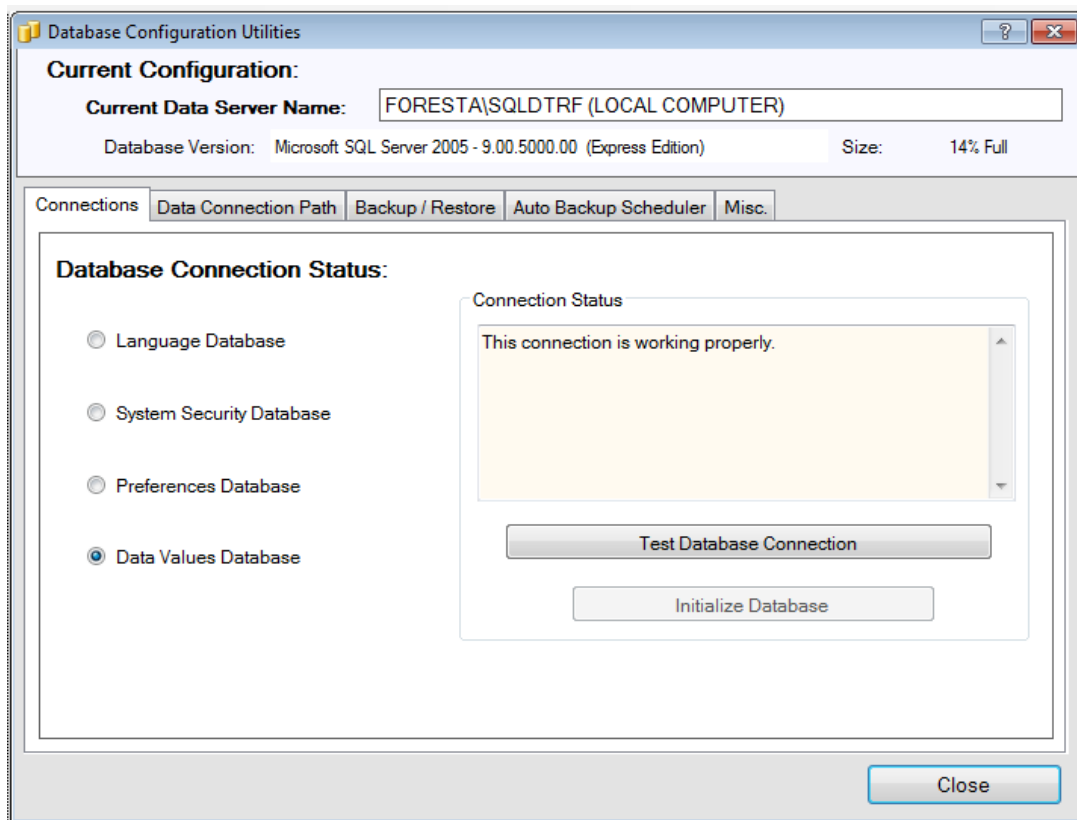 Database Configuration Utilities
Current Configuration:
Current Data Server Name: FORESTA\SQLDTRF (LOCAL COMPUTER)
Database Version: Microsoft SQL Server 2005 - 9.00.5000.00 (Express Edition) Size: 14% Full
Connections Data Connection Path Backup / Restore Auto Backup Scheduler Misc.
Database Connection Status:
Connection Status
Language Database
This connection is working properly.
System Security Database
Preferences Database
Data Values Database
Test Database Connection
Initialize Database
Close